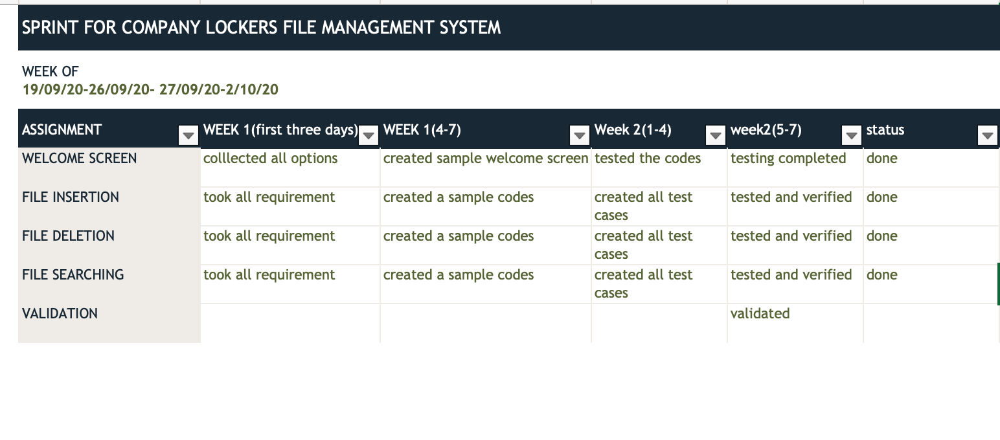 SPRINT FOR COMPANY LOCKERS FILE MANAGEMENT SYSTEM
WEEK OF
19/09/20-26/09/20- 27/09/20-2/10/20
ASSIGNMENT WEEK 1(first three days) WEEK 1(4-7) Week 2(1-4) week2(5-7) status
WELCOME SCREEN colllected all options created sample welcome screen tested the codes testing completed done
FILE INSERTION took all requirement created a sample codes created all test cases tested and verified done
FILE DELETION took all requirement created a sample codes created all test cases tested and verified done
FILE SEARCHING took all requirement created a sample codes created all test cases tested and verified done
VALIDATION validated